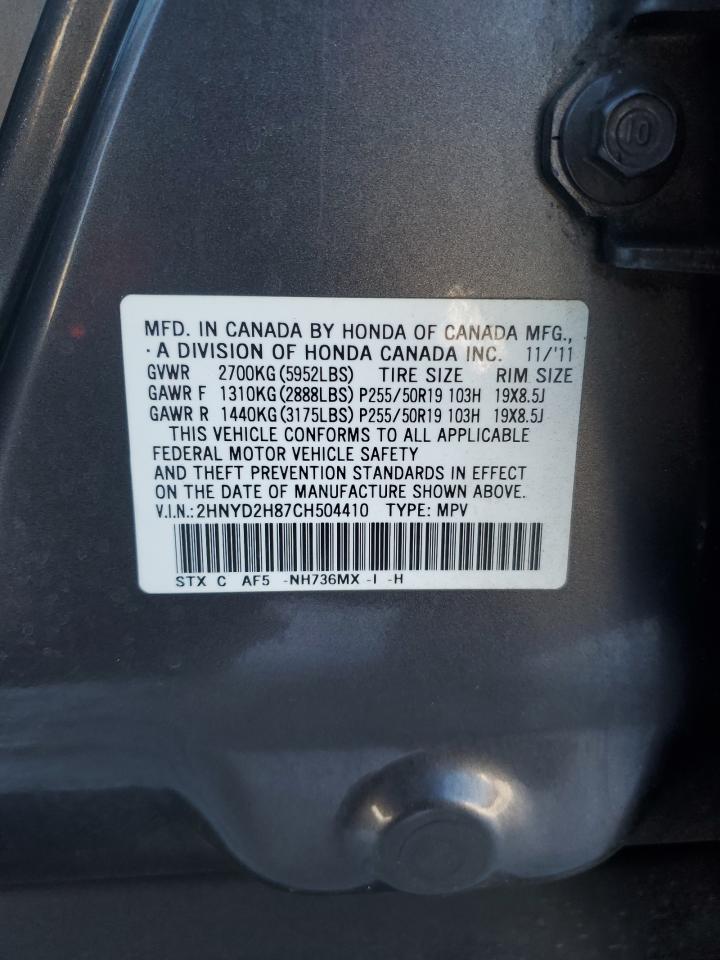 10
MFD. IN CANADA BY HONDA OF CANADA MFG.,
· A DIVISION OF HONDA CANADA INC. 11/'11
GVWR 2700KG(5952LBS) TIRE SIZE RIM SIZE
GAWR F 1310KG(2888LBS) P255/50R19 103H 19X8.5J
GAWR R 1440KG(3175LBS) P255/50R19 103H 19X8.5J
THIS VEHICLE CONFORMS TO ALL APPLICABLE
FEDERAL MOTOR VEHICLE SAFETY
AND THEFT PREVENTION STANDARDS IN EFFECT
ON THE DATE OF MANUFACTURE SHOWN ABOVE.
V.I.N.:2HNYD2H87CH504410 TYPE: MPV
STX C AF5 -NH736MX -I -H